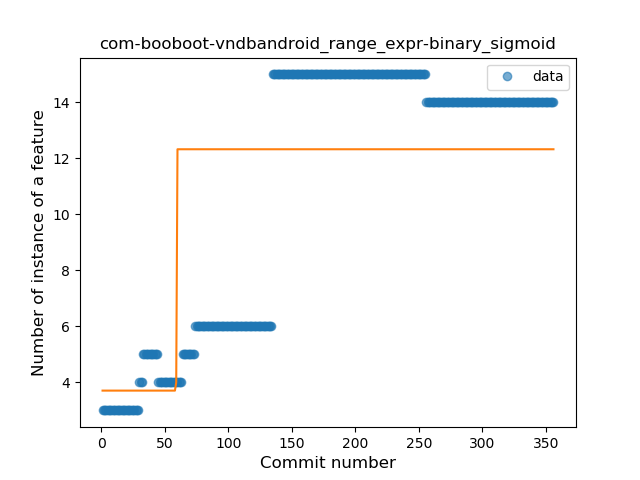 com-booboot-vndbandroid_range_expr-binary_sigmoid
data
Number of instance of a feature
14
12
10
8
6
4
0 50 100 150 200 250 300 350
Commit number